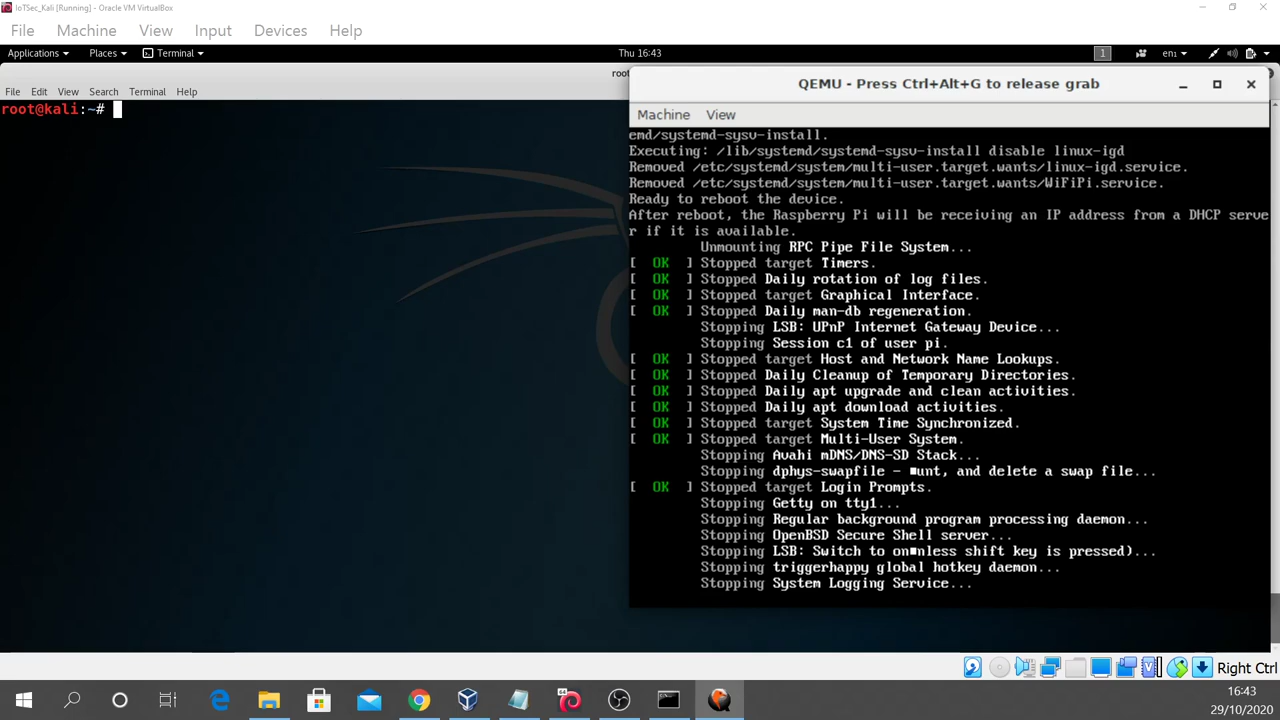 IoTSec_Kali [Running] - Oracle VM VirtualBox
File Machine View Input Devices Help
Applications Places Terminal Thu 16:43 1 en1
root
File Edit View Search Terminal Help
root@kali:~#
QEMU - Press Ctrl+Alt+G to release grab
Machine View
emd/systemd-sysv-install.
Executing: /lib/systemd/systemd-sysv-install disable linux-igd
Removed /etc/systemd/system/multi-user.target.wants/linux-igd.service.
Removed /etc/systemd/system/multi-user.target.wants/WiFiPi.service.
Ready to reboot the device.
After reboot, the Raspberry Pi will be receiving an IP address from a DHCP serve
r if it is available.
Unmounting RPC Pipe File System...
[ OK ] Stopped target Timers.
[ OK ] Stopped Daily rotation of log files.
[ OK ] Stopped target Graphical Interface.
[ OK ] Stopped Daily man-db regeneration.
Stopping LSB: UPnP Internet Gateway Device...
Stopping Session c1 of user pi.
[ OK ] Stopped target Host and Network Name Lookups.
[ OK ] Stopped Daily Cleanup of Temporary Directories.
[ OK ] Stopped Daily apt upgrade and clean activities.
[ OK ] Stopped Daily apt download activities.
[ OK ] Stopped target System Time Synchronized.
[ OK ] Stopped target Multi-User System.
Stopping Avahi mDNS/DNS-SD Stack...
Stopping dphys-swapfile - ■unt, and delete a swap file...
[ OK ] Stopped target Login Prompts.
Stopping Getty on tty1...
Stopping Regular background program processing daemon...
Stopping OpenBSD Secure Shell server...
Stopping LSB: Switch to on■nless shift key is pressed)...
Stopping triggerhappy global hotkey daemon...
Stopping System Logging Service...
Right Ctrl
64
16:43
29/10/2020